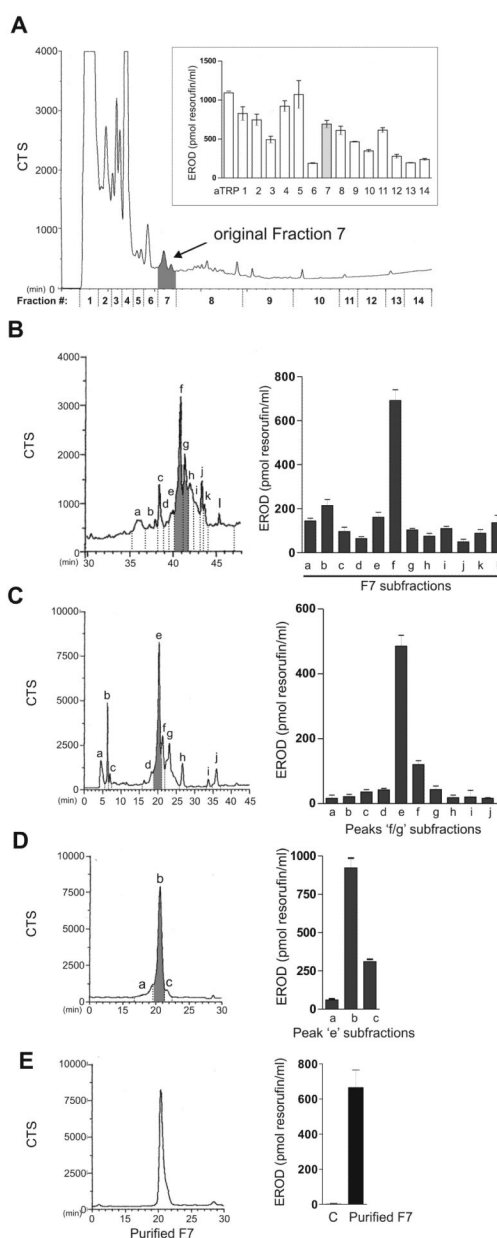 A
CTS
4000
3000
2000
1000
0
(min)
EROD (pmol resorufin/ml)
1500
1000
500
0
aTRP 1 2 3 4 5 6 7 8 9 10 11 12 13 14
original Fraction 7
Fraction #: 1 2 3 4 5 6 7 8 9 10 11 12 13 14
B
CTS
4000
3000
2000
1000
0
(min)
30 35 40 45
a b c d e f g h i j k l
EROD (pmol resorufin/ml)
800
600
400
200
0
a b c d e f g h i j k l
F7 subfractions
C
CTS
10000
7500
5000
2500
0
(min)
0 5 10 15 20 25 30 35 40 45
a b c d e f g h i j
EROD (pmol resorufin/ml)
600
400
200
0
a b c d e f g h i j
Peaks 'f/g' subfractions
D
CTS
10000
7500
5000
2500
0
(min)
0 10 20 30
a b c
EROD (pmol resorufin/ml)
1000
750
500
250
0
a b c
Peak 'e' subfractions
E
CTS
10000
7500
5000
2500
0
(min)
0 10 20 30
Purified F7
EROD (pmol resorufin/ml)
800
600
400
200
0
C Purified F7